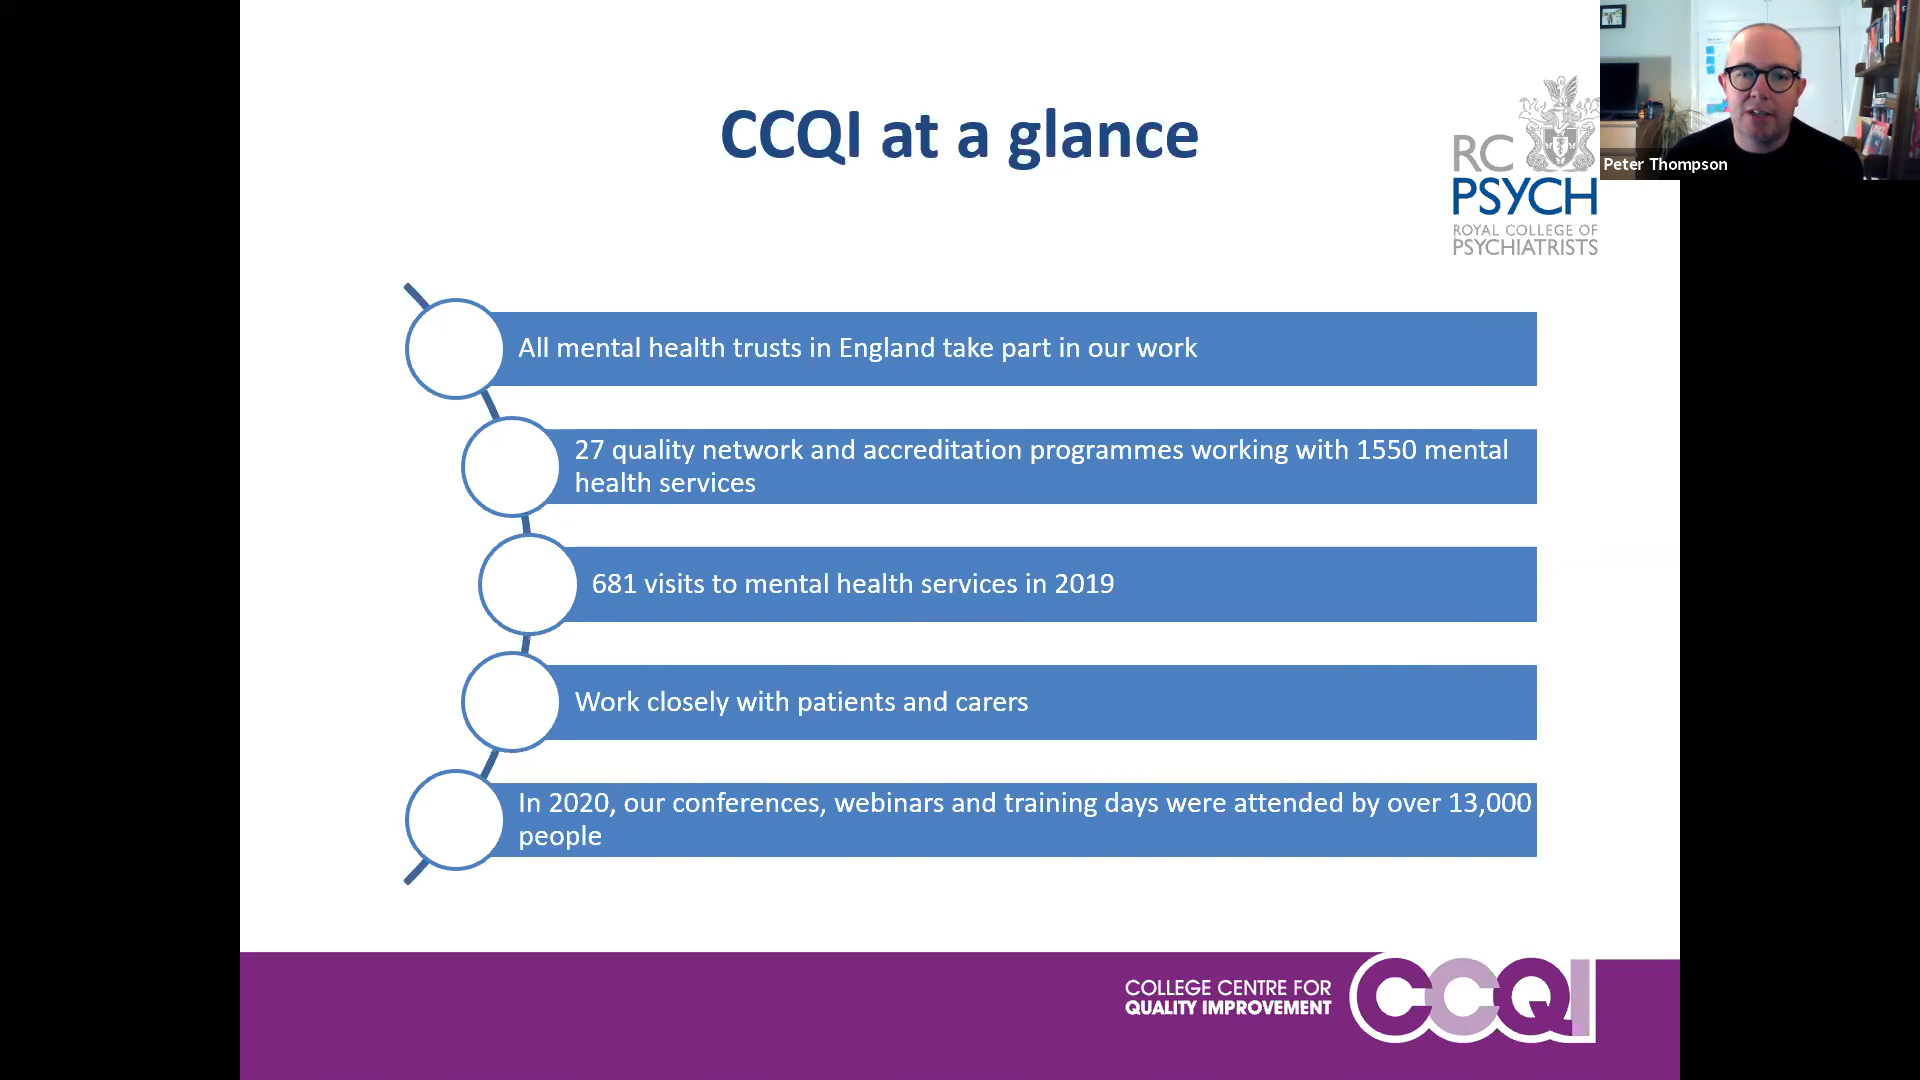 CCQI at a glance
RC
PSYCH
ROYAL COLLEGE OF
PSYCHIATRISTS
Peter Thompson
All mental health trusts in England take part in our work
27 quality network and accreditation programmes working with 1550 mental
health services
681 visits to mental health services in 2019
Work closely with patients and carers
In 2020, our conferences, webinars and training days were attended by over 13,000
people
COLLEGE CENTRE FOR
QUALITY IMPROVEMENT
CCQI